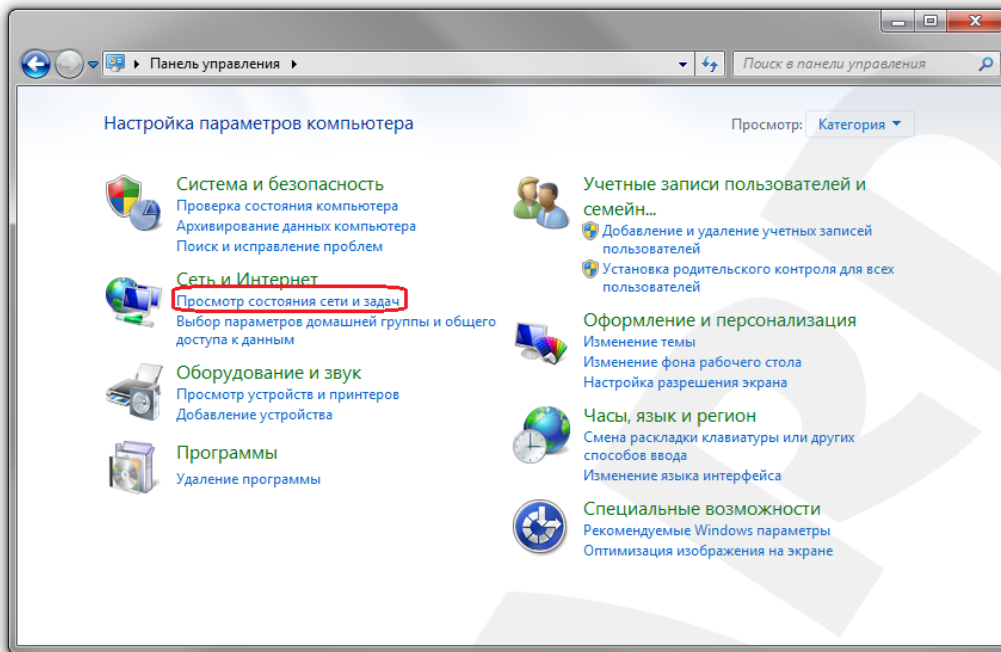 Панель управления
Поиск в панели управления
Настройка параметров компьютера
Просмотр: Категория
Система и безопасность
Проверка состояния компьютера
Архивирование данных компьютера
Поиск и исправление проблем
Сеть и Интернет
Просмотр состояния сети и задач
Выбор параметров домашней группы и общего
доступа к данным
Оборудование и звук
Просмотр устройств и принтеров
Добавление устройства
Программы
Удаление программы
Учетные записи пользователей и
семейн...
Добавление и удаление учетных записей
пользователей
Установка родительского контроля для всех
пользователей
Оформление и персонализация
Изменение темы
Изменение фона рабочего стола
Настройка разрешения экрана
Часы, язык и регион
Смена раскладки клавиатуры или других
способов ввода
Изменение языка интерфейса
Специальные возможности
Рекомендуемые Windows параметры
Оптимизация изображения на экране